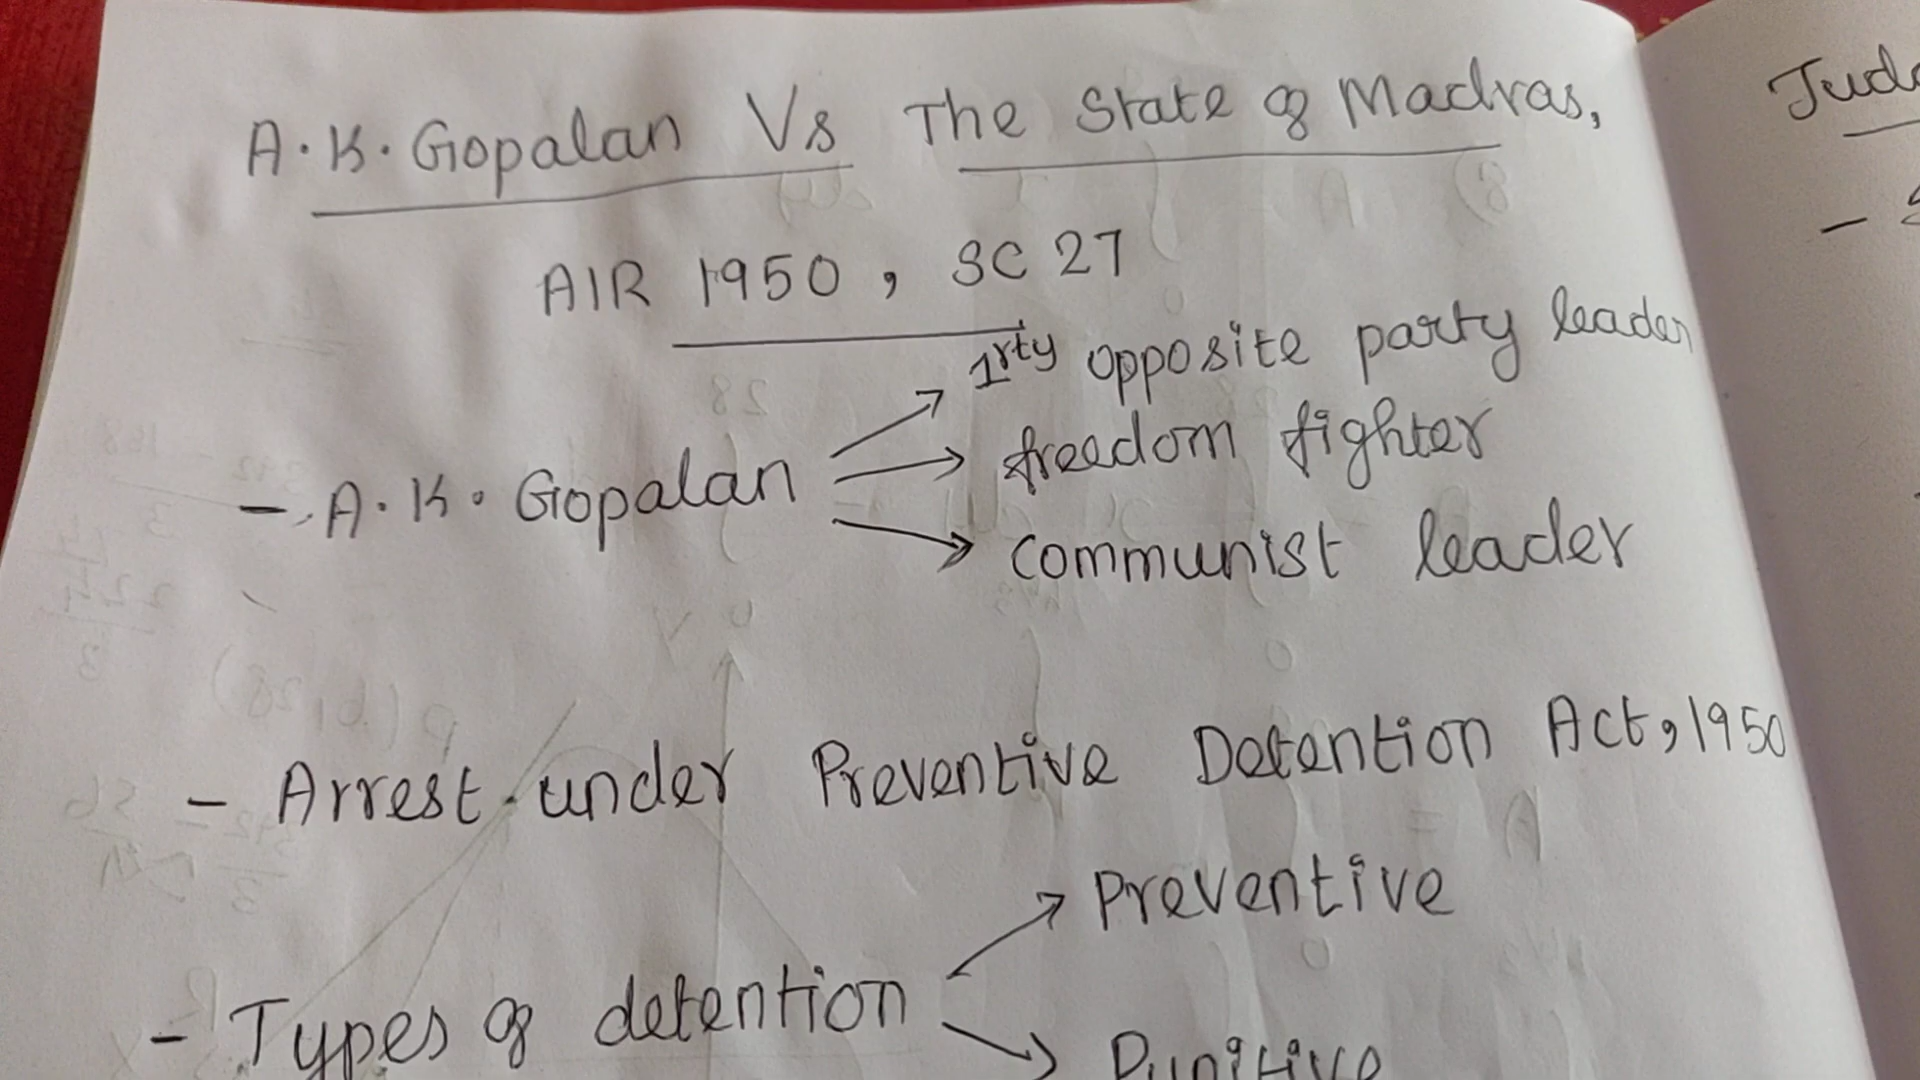 A.K. Gopalan Vs The State of Madras,
AIR 1950, SC 27
1rty opposite party leader
- A.K. Gopalan → freedom fighter
communist leader
- Arrest under Preventive Detention Act, 1950
Preventive
- Types of detention
Punitive